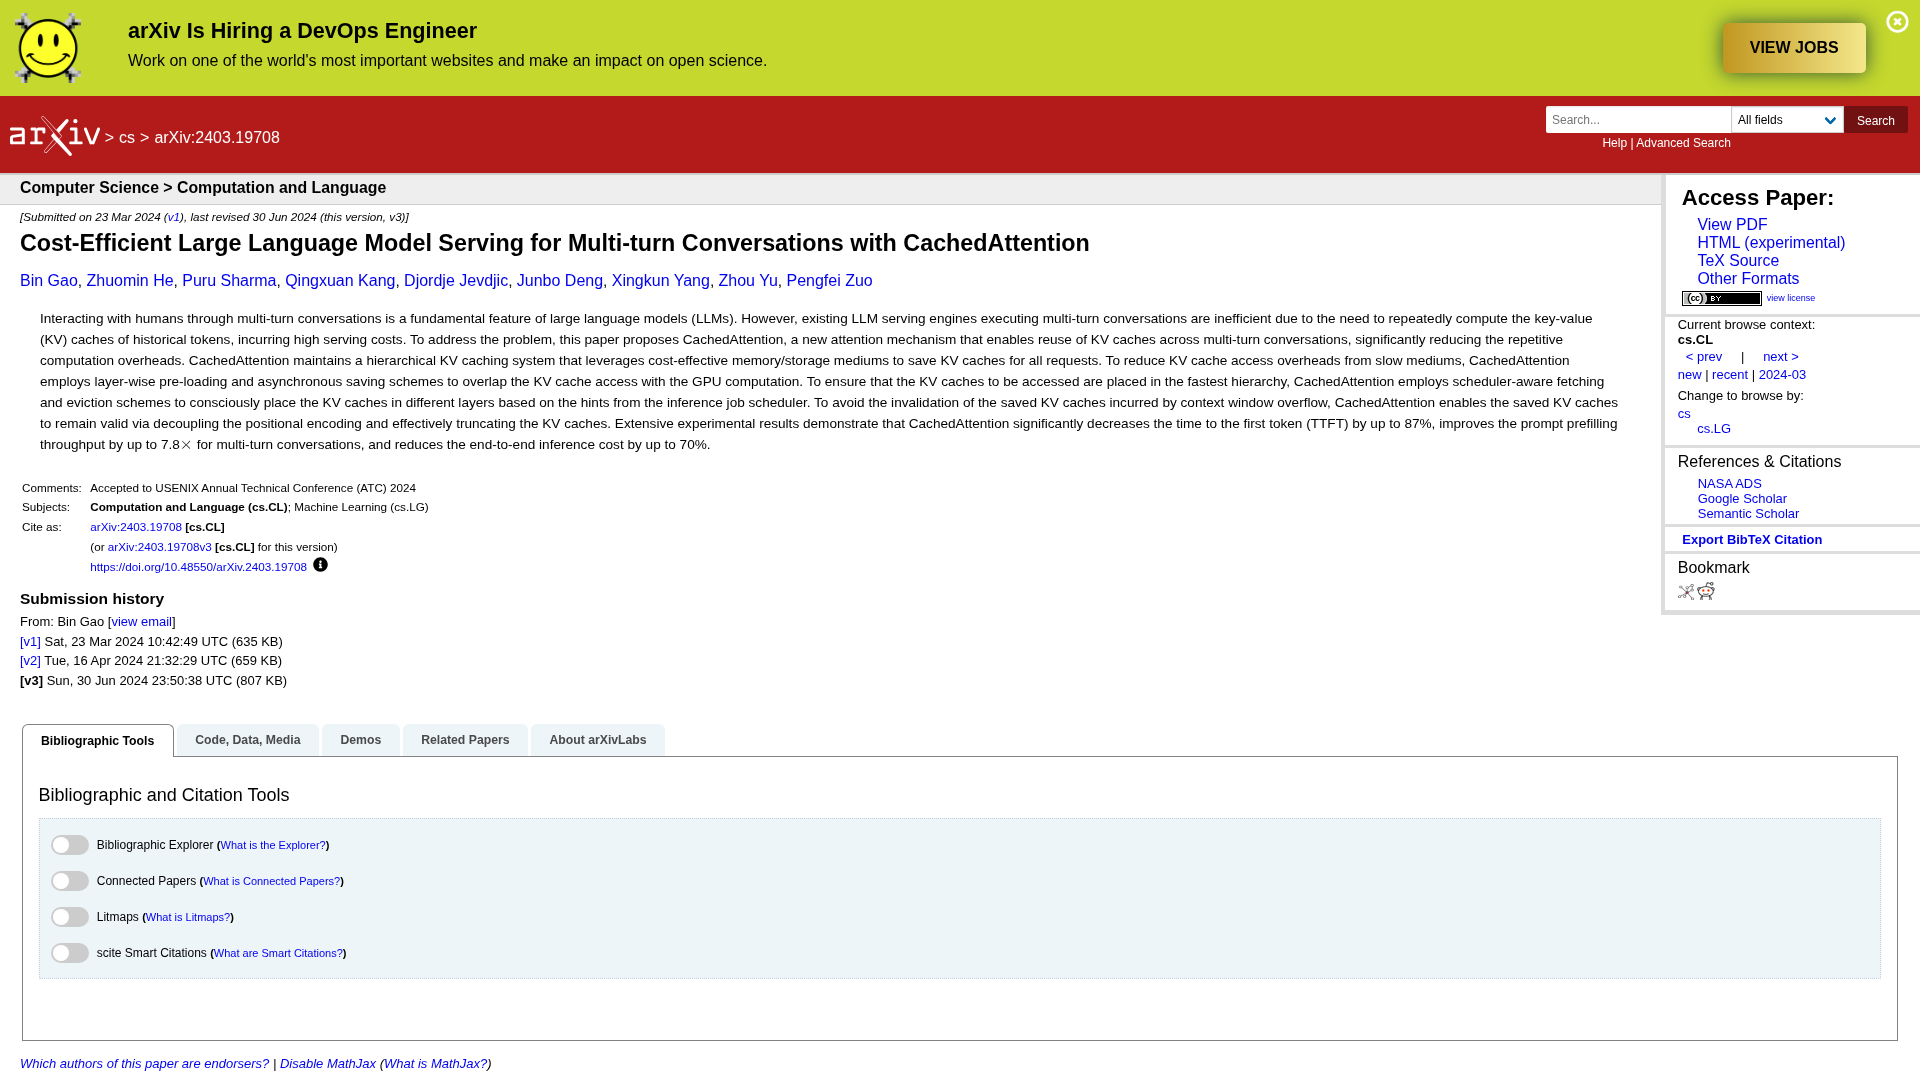 arXiv Is Hiring a DevOps Engineer
Work on one of the world's most important websites and make an impact on open science.
VIEW JOBS
arXiv > cs > arXiv:2403.19708
Search...
All fields
Search
Help | Advanced Search
Computer Science > Computation and Language
[Submitted on 23 Mar 2024 (v1), last revised 30 Jun 2024 (this version, v3)]
Cost-Efficient Large Language Model Serving for Multi-turn Conversations with CachedAttention
Bin Gao, Zhuomin He, Puru Sharma, Qingxuan Kang, Djordje Jevdjic, Junbo Deng, Xingkun Yang, Zhou Yu, Pengfei Zuo
Interacting with humans through multi-turn conversations is a fundamental feature of large language models (LLMs). However, existing LLM serving engines executing multi-turn conversations are inefficient due to the need to repeatedly compute the key-value
(KV) caches of historical tokens, incurring high serving costs. To address the problem, this paper proposes CachedAttention, a new attention mechanism that enables reuse of KV caches across multi-turn conversations, significantly reducing the repetitive
computation overheads. CachedAttention maintains a hierarchical KV caching system that leverages cost-effective memory/storage mediums to save KV caches for all requests. To reduce KV cache access overheads from slow mediums, CachedAttention
employs layer-wise pre-loading and asynchronous saving schemes to overlap the KV cache access with the GPU computation. To ensure that the KV caches to be accessed are placed in the fastest hierarchy, CachedAttention employs scheduler-aware fetching
and eviction schemes to consciously place the KV caches in different layers based on the hints from the inference job scheduler. To avoid the invalidation of the saved KV caches incurred by context window overflow, CachedAttention enables the saved KV caches
to remain valid via decoupling the positional encoding and effectively truncating the KV caches. Extensive experimental results demonstrate that CachedAttention significantly decreases the time to the first token (TTFT) by up to 87%, improves the prompt prefilling
throughput by up to 7.8× for multi-turn conversations, and reduces the end-to-end inference cost by up to 70%.
Comments: Accepted to USENIX Annual Technical Conference (ATC) 2024
Subjects: Computation and Language (cs.CL); Machine Learning (cs.LG)
Cite as: arXiv:2403.19708 [cs.CL]
(or arXiv:2403.19708v3 [cs.CL] for this version)
https://doi.org/10.48550/arXiv.2403.19708
Submission history
From: Bin Gao [view email]
[v1] Sat, 23 Mar 2024 10:42:49 UTC (635 KB)
[v2] Tue, 16 Apr 2024 21:32:29 UTC (659 KB)
[v3] Sun, 30 Jun 2024 23:50:38 UTC (807 KB)
Access Paper:
View PDF
HTML (experimental)
TeX Source
Other Formats
cc BY view license
Current browse context:
cs.CL
< prev | next >
new | recent | 2024-03
Change to browse by:
cs
cs.LG
References & Citations
NASA ADS
Google Scholar
Semantic Scholar
Export BibTeX Citation
Bookmark
Bibliographic Tools
Code, Data, Media
Demos
Related Papers
About arXivLabs
Bibliographic and Citation Tools
Bibliographic Explorer (What is the Explorer?)
Connected Papers (What is Connected Papers?)
Litmaps (What is Litmaps?)
scite Smart Citations (What are Smart Citations?)
Which authors of this paper are endorsers? | Disable MathJax (What is MathJax?)